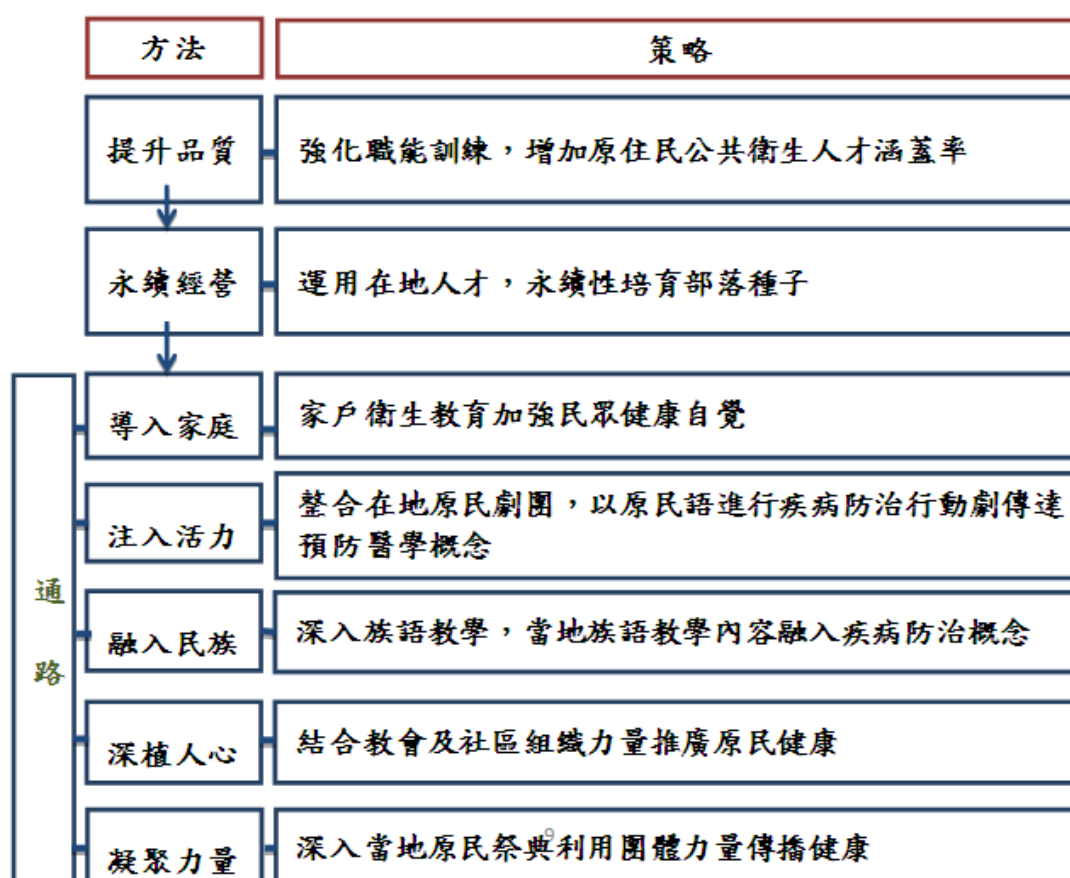 方法
策略
提升品質
強化職能訓練，增加原住民公共衛生人才涵蓋率
永續經營
運用在地人才，永續性培育部落種子
通路
導入家庭
家戶衛生教育加強民眾健康自覺
注入活力
整合在地原民劇團，以原民語進行疾病防治行動劇傳達
預防醫學概念
融入民族
深入族語教學，當地族語教學內容融入疾病防治概念
深植人心
結合教會及社區組織力量推廣原民健康
凝聚力量
深入當地原民祭典利用團體力量傳播健康
9